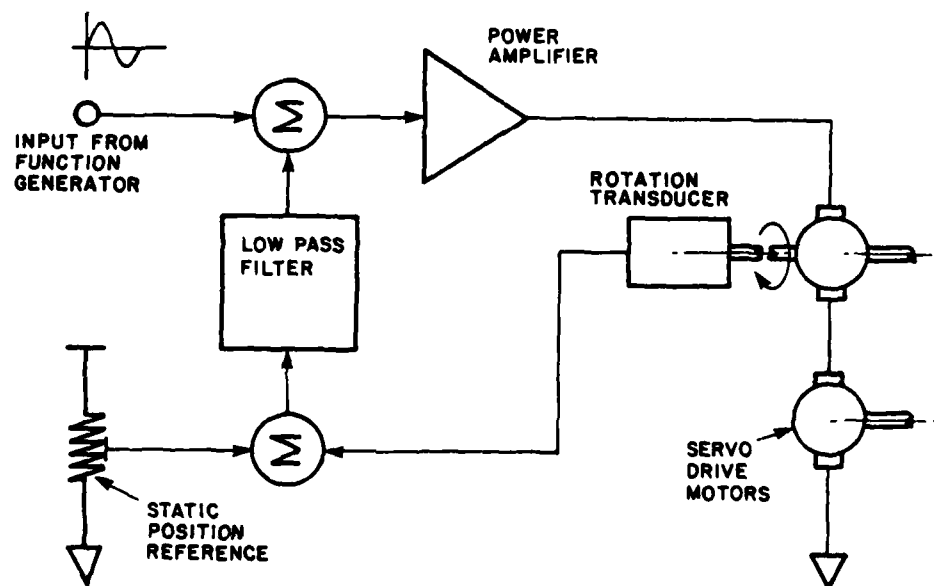 POWER
AMPLIFIER
Σ
INPUT FROM
FUNCTION
GENERATOR
ROTATION
TRANSDUCER
LOW PASS
FILTER
Σ
SERVO
DRIVE
MOTORS
STATIC
POSITION
REFERENCE